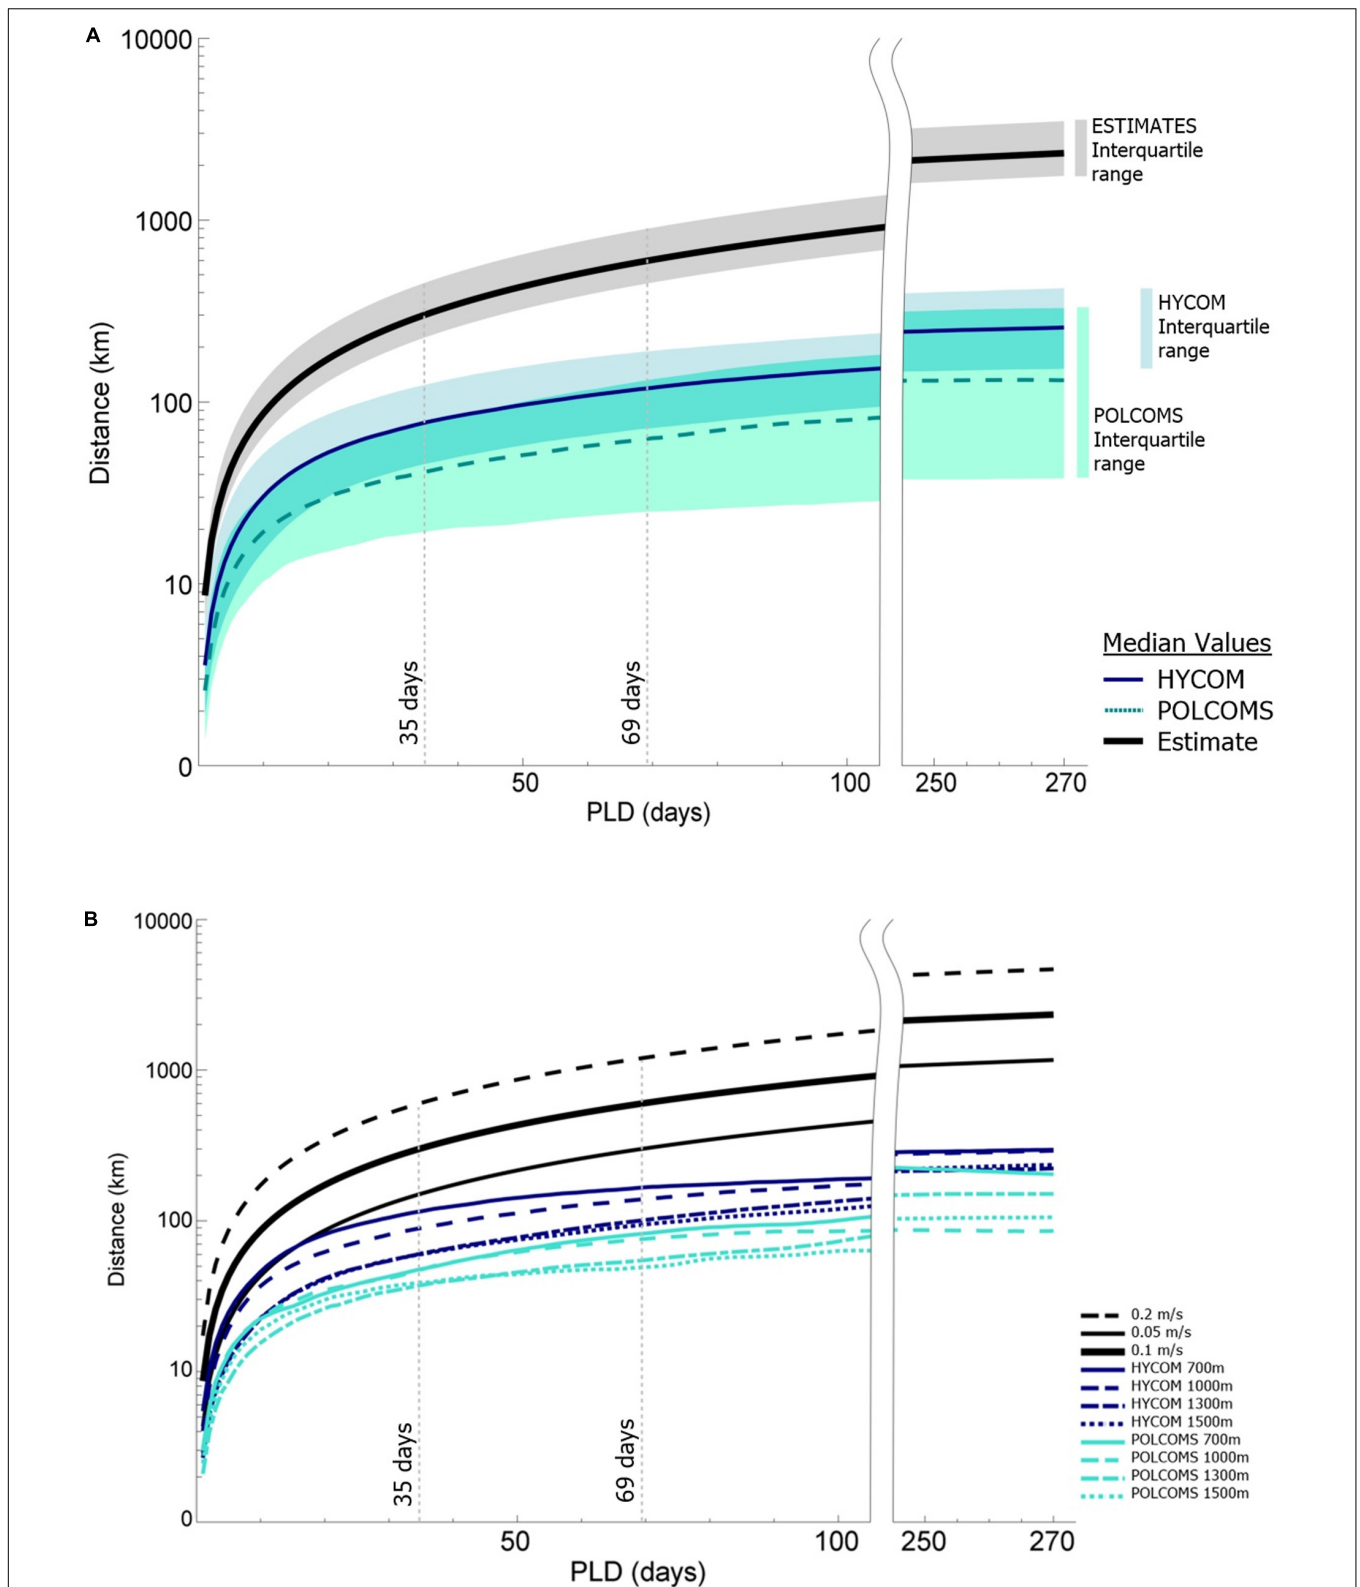 A
10000
1000
100
10
0
Distance (km)
35 days
69 days
50
100
250
270
PLD (days)
ESTIMATES
Interquartile
range
HYCOM
Interquartile
range
POLCOMS
Interquartile
range
Median Values
HYCOM
POLCOMS
Estimate
B
10000
1000
100
10
0
Distance (km)
35 days
69 days
50
100
250
270
PLD (days)
0.2 m/s
0.05 m/s
0.1 m/s
HYCOM 700m
HYCOM 1000m
HYCOM 1300m
HYCOM 1500m
POLCOMS 700m
POLCOMS 1000m
POLCOMS 1300m
POLCOMS 1500m